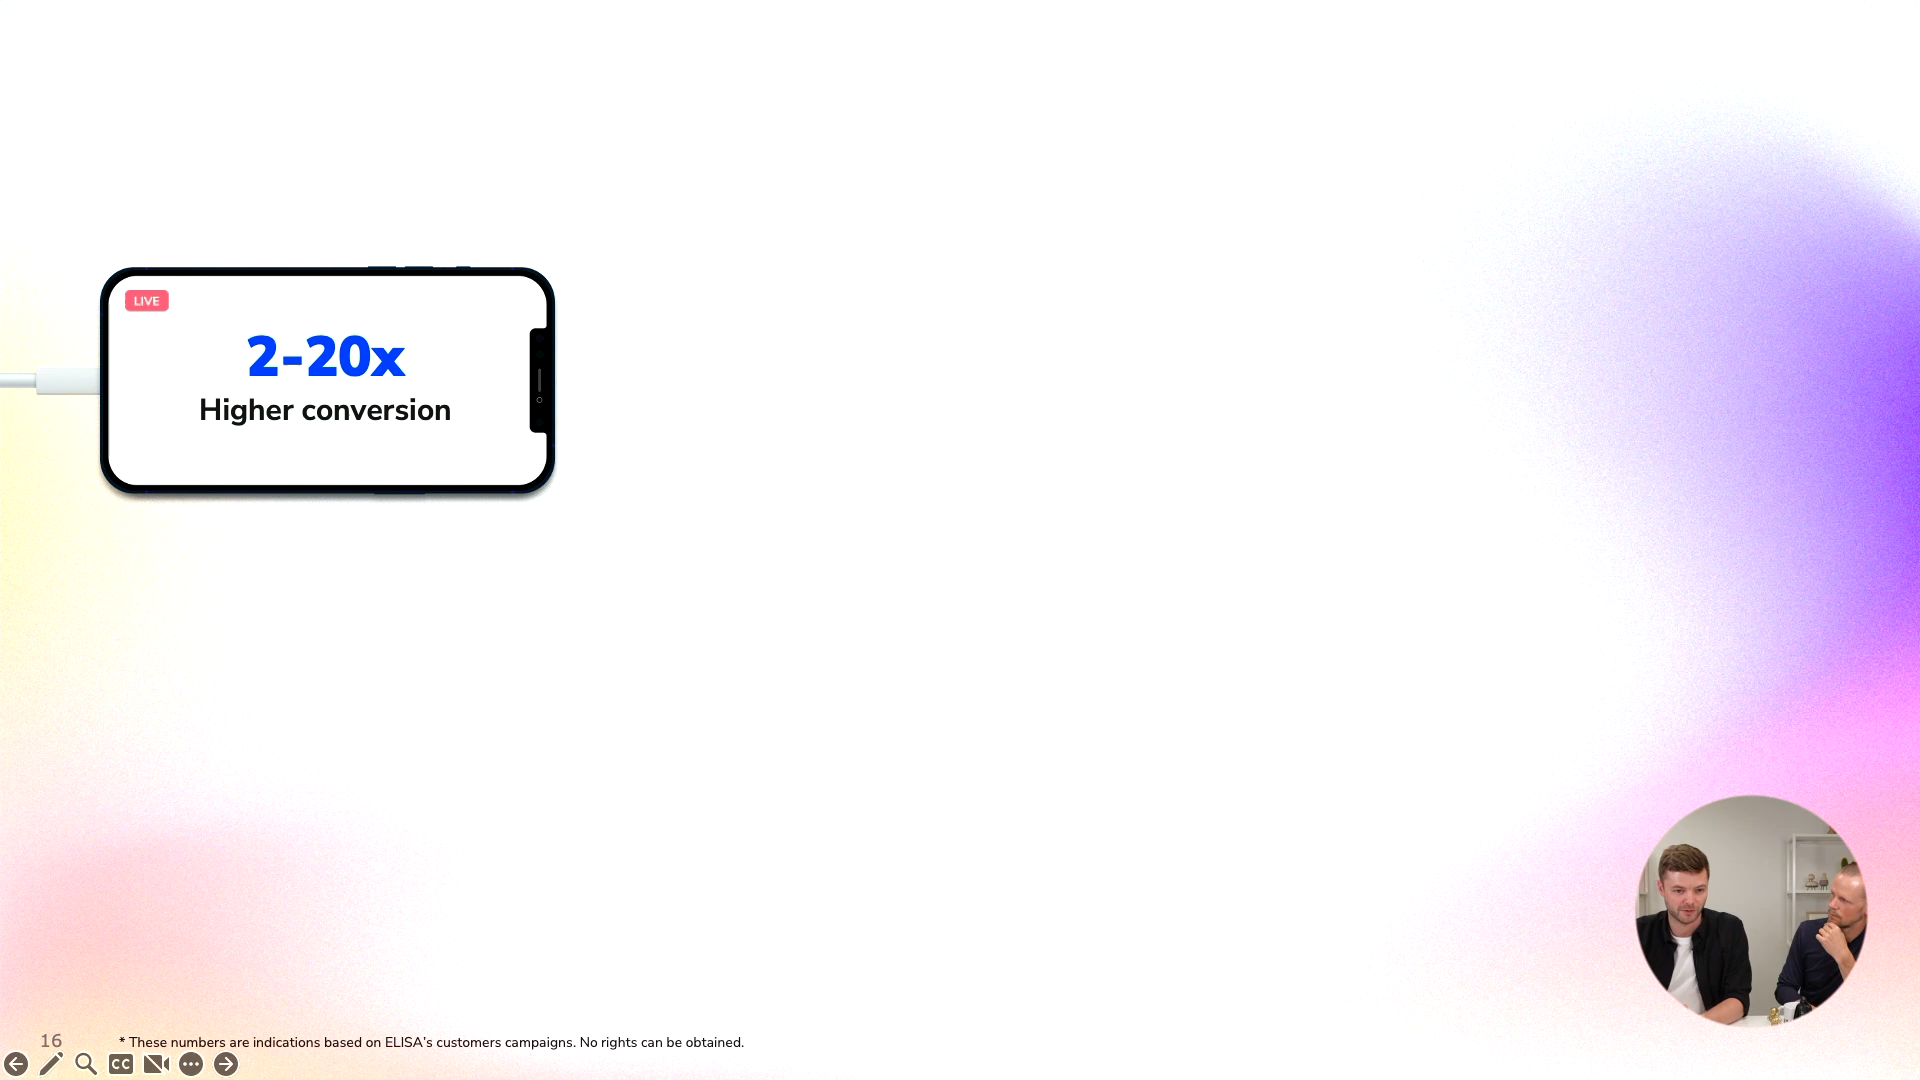 LIVE
2-20x
Higher conversion
16
* These numbers are indications based on ELISA's customers campaigns. No rights can be obtained.
CC